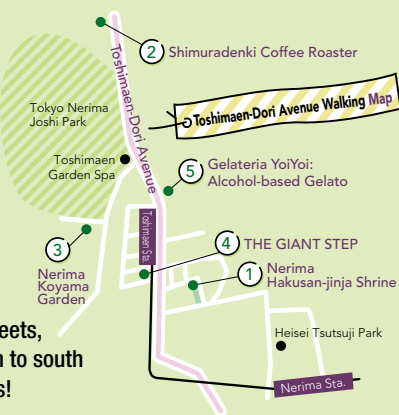 2 Shimuradenki Coffee Roaster
Toshimaen-Dori Avenue
Toshimaen-Dori Avenue Walking Map
Tokyo Nerima
Joshi Park
Toshimaen
Garden Spa
5 Gelateria YoiYoi:
Alcohol-based Gelato
Toshimaen Sta.
3
Nerima
Koyama
Garden
4 THE GIANT STEP
1 Nerima
Hakusan-jinja Shrine
eets,
to south
s!
Heisei Tsutsuji Park
Nerima Sta.